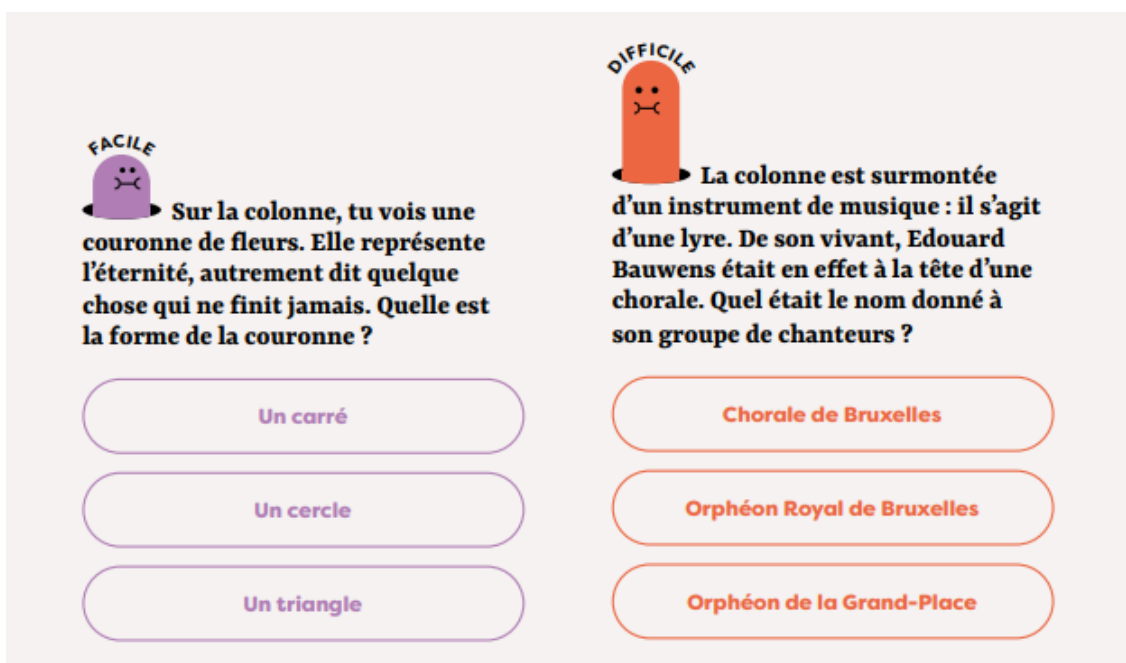 FACILE
Sur la colonne, tu vois une
couronne de fleurs. Elle représente
l'éternité, autrement dit quelque
chose qui ne finit jamais. Quelle est
la forme de la couronne ?
Un carré
Un cercle
Un triangle
DIFFICILE
La colonne est surmontée
d'un instrument de musique : il s'agit
d'une lyre. De son vivant, Edouard
Bauwens était en effet à la tête d'une
chorale. Quel était le nom donné à
son groupe de chanteurs ?
Chorale de Bruxelles
Orphéon Royal de Bruxelles
Orphéon de la Grand-Place